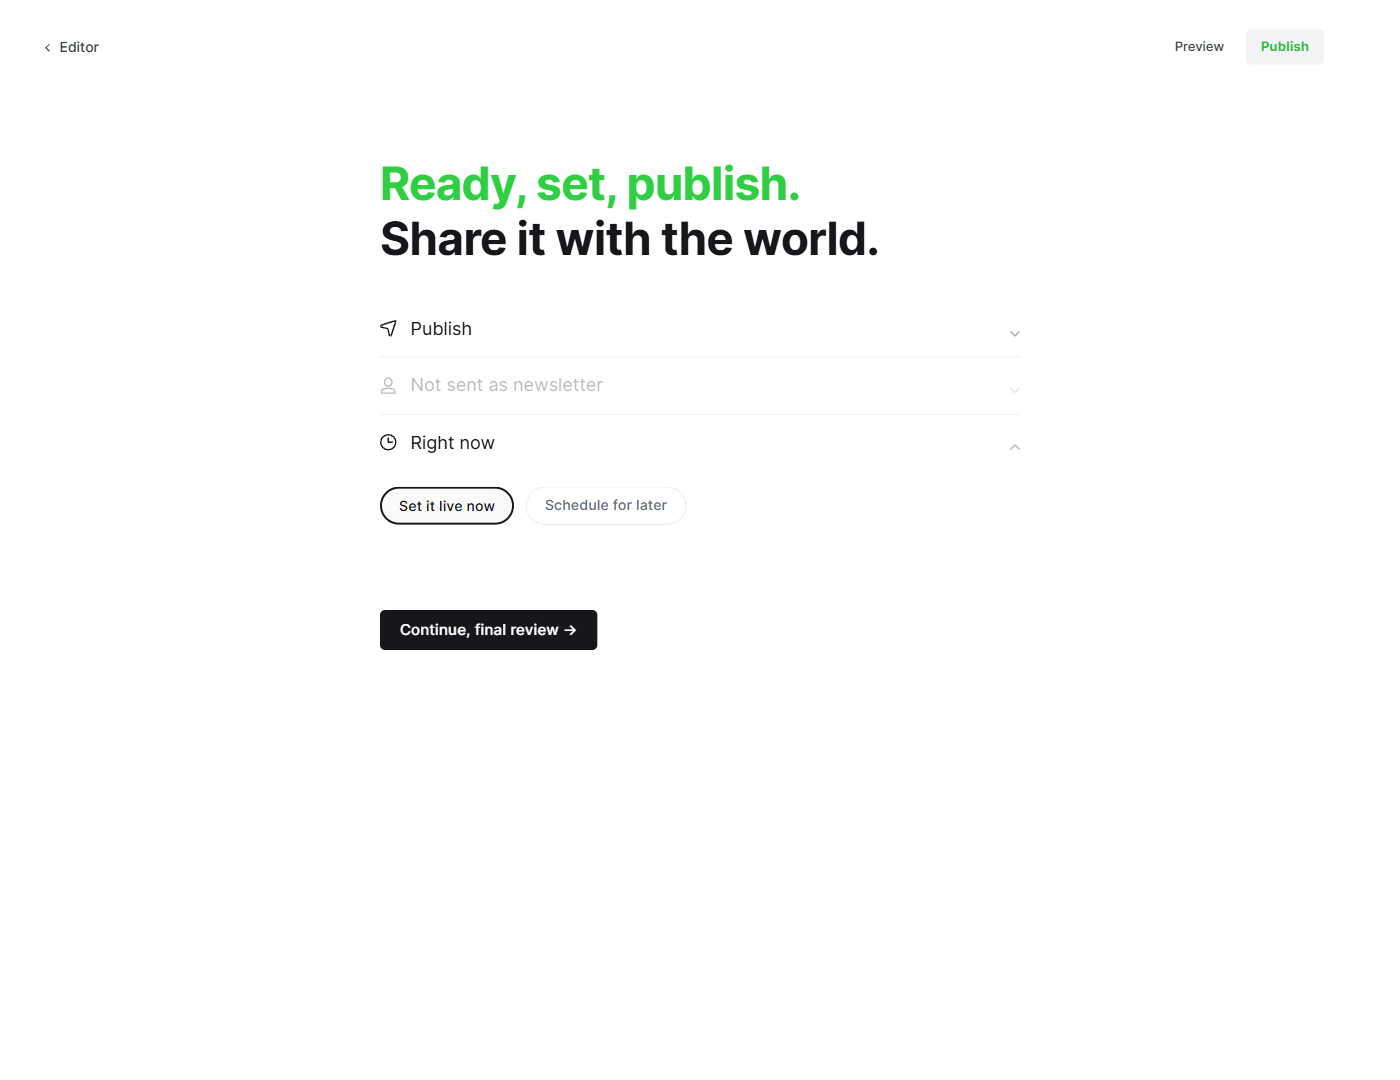 Editor
Preview
Publish
Ready, set, publish.
Share it with the world.
Publish
Not sent as newsletter
Right now
Set it live now
Schedule for later
Continue, final review →